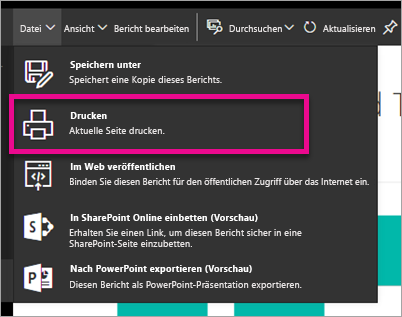 Datei Ansicht Bericht bearbeiten Durchsuchen Aktualisieren
Speichern unter
Speichert eine Kopie dieses Berichts.
Drucken
Aktuelle Seite drucken.
Im Web veröffentlichen
Binden Sie diesen Bericht für den öffentlichen Zugriff über das Internet ein.
In SharePoint Online einbetten (Vorschau)
Erhalten Sie einen Link, um diesen Bericht sicher in eine
SharePoint-Seite einzubetten.
Nach PowerPoint exportieren (Vorschau)
Diesen Bericht als PowerPoint-Präsentation exportieren.